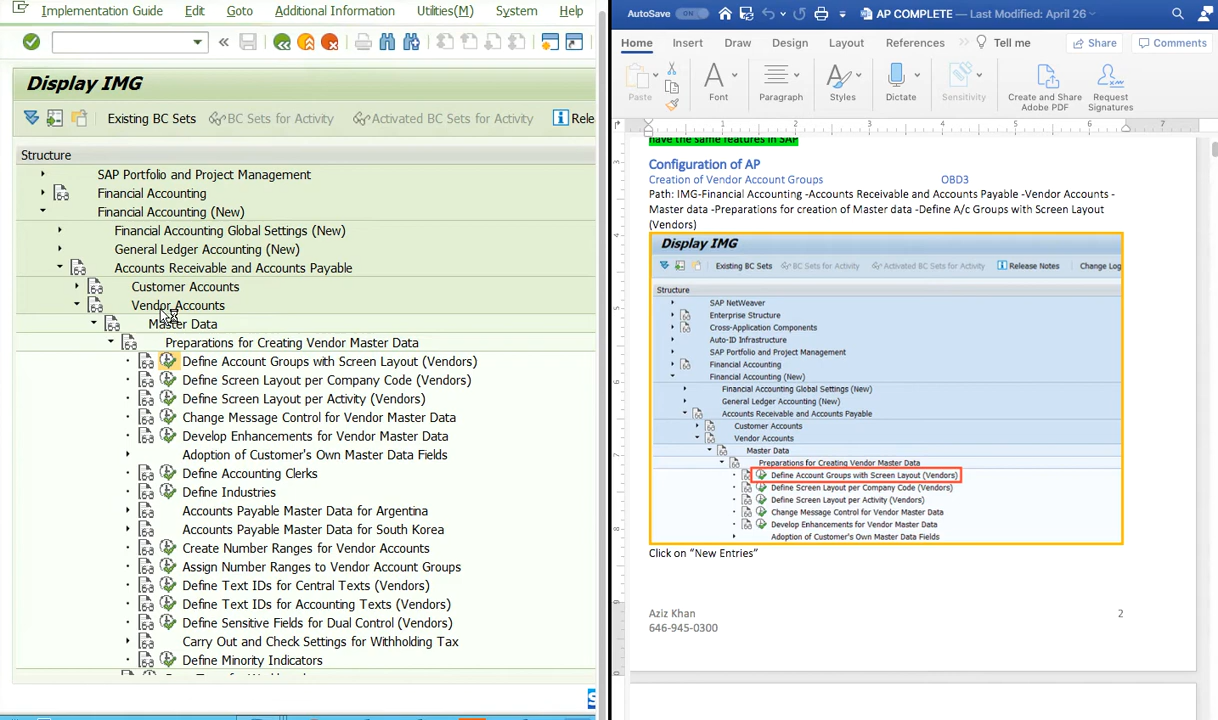 Implementation Guide Edit Goto Additional Information Utilities(M) System Help
Display IMG
Existing BC Sets BC Sets for Activity Activated BC Sets for Activity Rele
Structure
SAP Portfolio and Project Management
Financial Accounting
Financial Accounting (New)
Financial Accounting Global Settings (New)
General Ledger Accounting (New)
Accounts Receivable and Accounts Payable
Customer Accounts
Vendor Accounts
Master Data
Preparations for Creating Vendor Master Data
Define Account Groups with Screen Layout (Vendors)
Define Screen Layout per Company Code (Vendors)
Define Screen Layout per Activity (Vendors)
Change Message Control for Vendor Master Data
Develop Enhancements for Vendor Master Data
Adoption of Customer's Own Master Data Fields
Define Accounting Clerks
Define Industries
Accounts Payable Master Data for Argentina
Accounts Payable Master Data for South Korea
Create Number Ranges for Vendor Accounts
Assign Number Ranges to Vendor Account Groups
Define Text IDs for Central Texts (Vendors)
Define Text IDs for Accounting Texts (Vendors)
Define Sensitive Fields for Dual Control (Vendors)
Carry Out and Check Settings for Withholding Tax
Define Minority Indicators
AutoSave ON AP COMPLETE — Last Modified: April 26
Home Insert Draw Design Layout References Tell me Share Comments
Paste Font Paragraph Styles Dictate Sensitivity Create and Share Adobe PDF Request Signatures
1 2 3 4 5 6 7
have the same features in SAP
Configuration of AP
Creation of Vendor Account Groups OBD3
Path: IMG-Financial Accounting -Accounts Receivable and Accounts Payable -Vendor Accounts -
Master data -Preparations for creation of Master data -Define A/c Groups with Screen Layout
(Vendors)
Display IMG
Existing BC Sets BC Sets for Activity Activated BC Sets for Activity Release Notes Change Log
Structure
SAP NetWeaver
Enterprise Structure
Cross-Application Components
Auto-ID Infrastructure
SAP Portfolio and Project Management
Financial Accounting
Financial Accounting (New)
Financial Accounting Global Settings (New)
General Ledger Accounting (New)
Accounts Receivable and Accounts Payable
Customer Accounts
Vendor Accounts
Master Data
Preparations for Creating Vendor Master Data
Define Account Groups with Screen Layout (Vendors)
Define Screen Layout per Company Code (Vendors)
Define Screen Layout per Activity (Vendors)
Change Message Control for Vendor Master Data
Develop Enhancements for Vendor Master Data
Adoption of Customer's Own Master Data Fields
Click on “New Entries”
Aziz Khan 2
646-945-0300